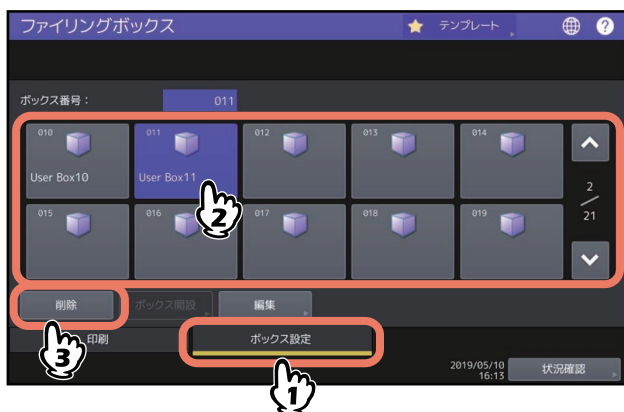 ファイリングボックス
テンプレート
?
ボックス番号: 011
010 011 012 013 014
User Box10 User Box11
2
2
21
015 016 017 018 019
削除 ボックス開設 編集
3
印刷 ボックス設定
1
2019/05/10
16:13
状況確認